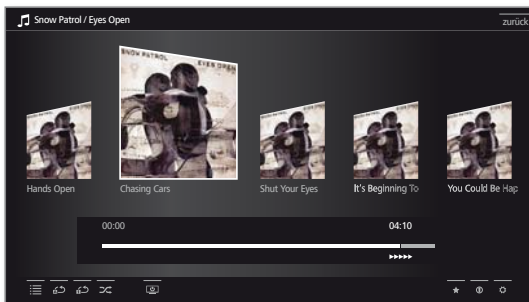 Snow Patrol / Eyes Open
zurück
SNOW PATROL EYES OPEN
Hands Open
Chasing Cars
Shut Your Eyes
It's Beginning To
You Could Be Hap
00:00
04:10